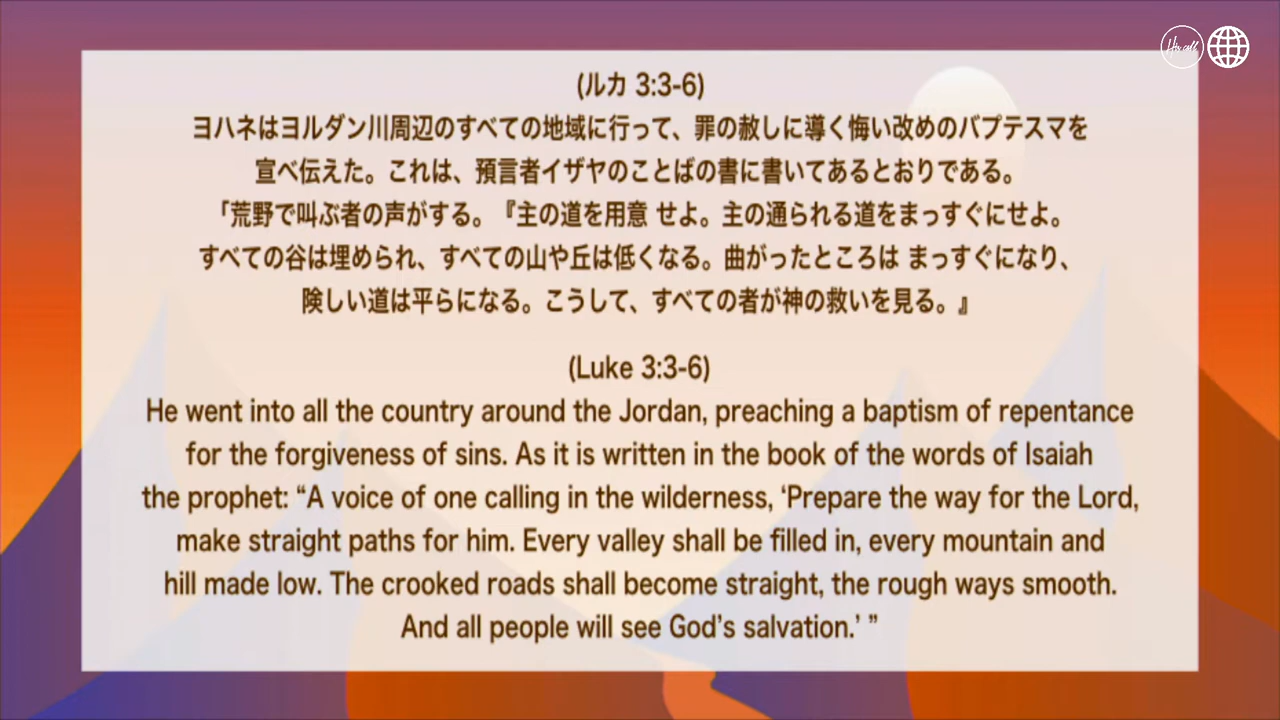 (ルカ 3:3-6)
ヨハネはヨルダン川周辺のすべての地域に行って、罪の赦しに導く悔い改めのバプテスマを
宣べ伝えた。これは、預言者イザヤのことばの書に書いてあるとおりである。
「荒野で叫ぶ者の声がする。『主の道を用意 せよ。主の通られる道をまっすぐにせよ。
すべての谷は埋められ、すべての山や丘は低くなる。曲がったところは まっすぐになり、
険しい道は平らになる。こうして、すべての者が神の救いを見る。』
(Luke 3:3-6)
He went into all the country around the Jordan, preaching a baptism of repentance
for the forgiveness of sins. As it is written in the book of the words of Isaiah
the prophet: “A voice of one calling in the wilderness, ‘Prepare the way for the Lord,
make straight paths for him. Every valley shall be filled in, every mountain and
hill made low. The crooked roads shall become straight, the rough ways smooth.
And all people will see God’s salvation.’ ”